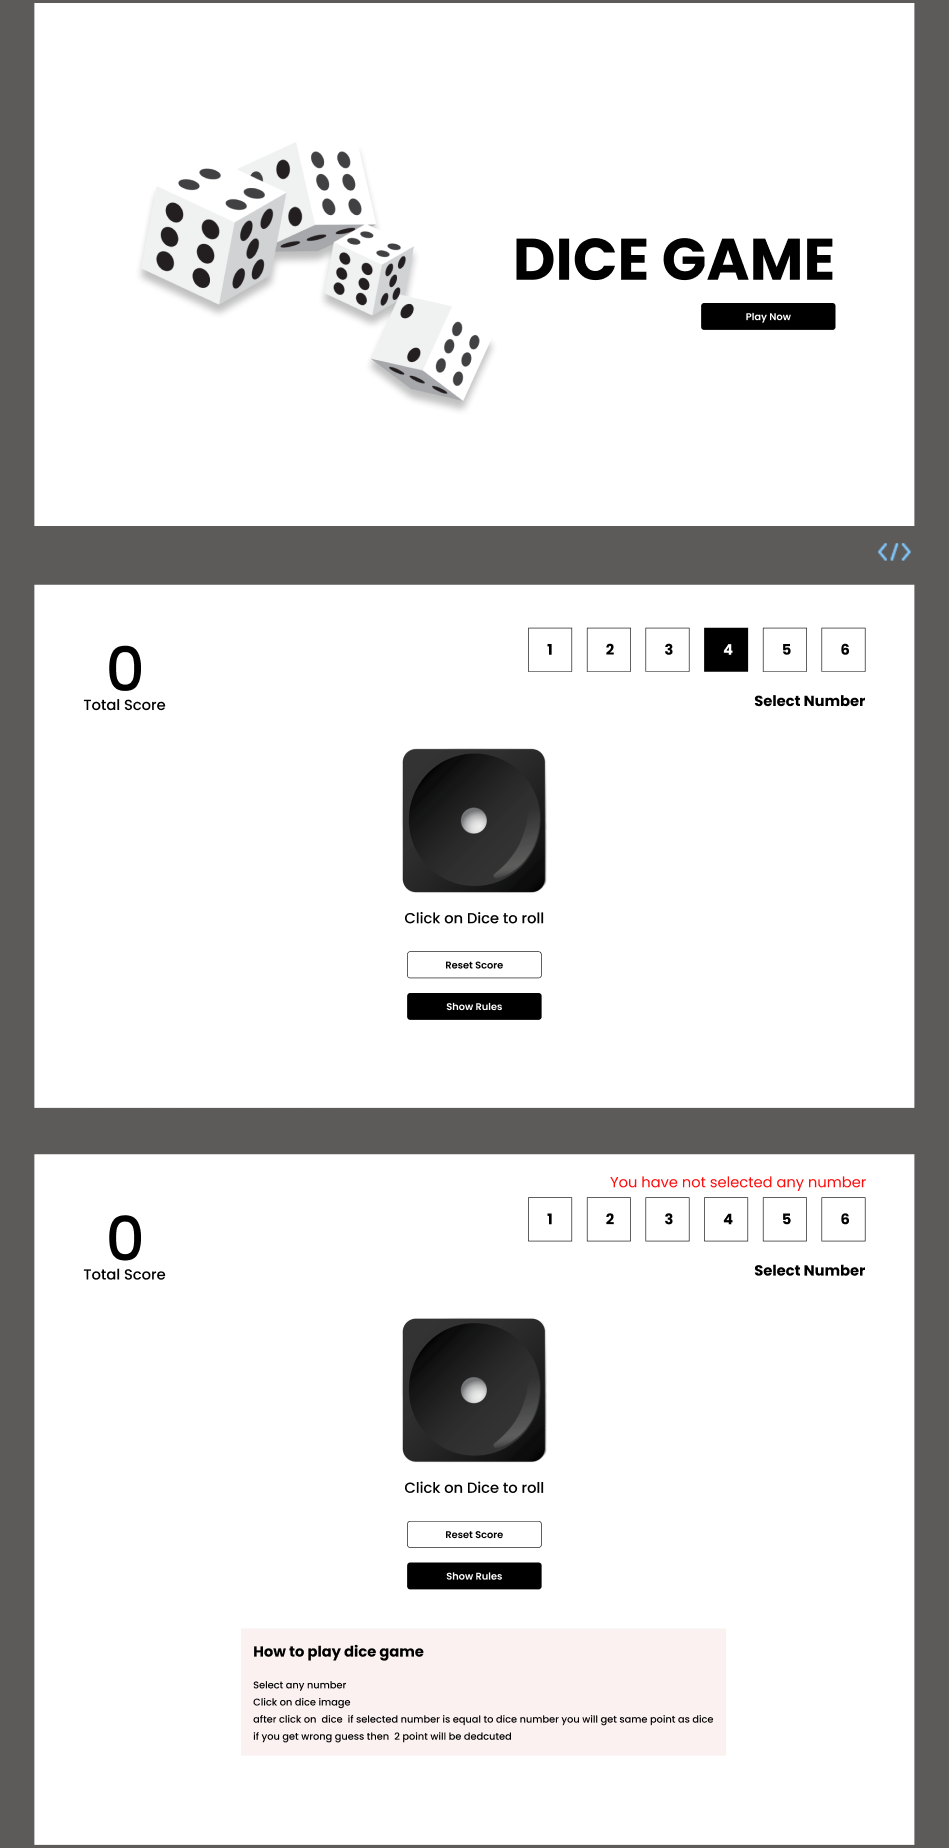 DICE GAME
Play Now
</>
0
Total Score
1 2 3 4 5 6
Select Number
Click on Dice to roll
Reset Score
Show Rules
You have not selected any number
0
Total Score
1 2 3 4 5 6
Select Number
Click on Dice to roll
Reset Score
Show Rules
How to play dice game
Select any number
Click on dice image
after click on dice if selected number is equal to dice number you will get same point as dice
if you get wrong guess then 2 point will be dedcuted